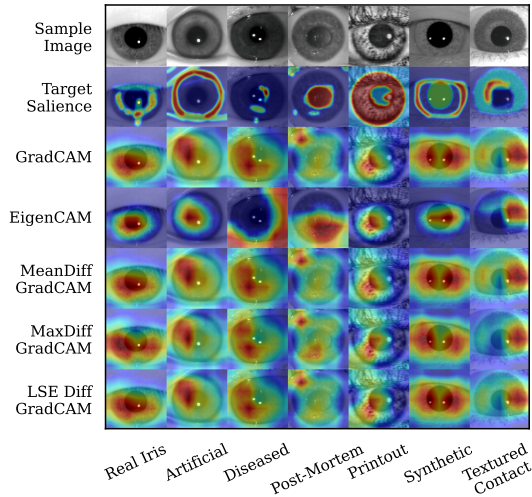 Sample
Image
Target
Salience
GradCAM
EigenCAM
MeanDiff
GradCAM
MaxDiff
GradCAM
LSE Diff
GradCAM
Real Iris
Artificial
Diseased
Post-Mortem
Printout
Synthetic
Textured
Contact